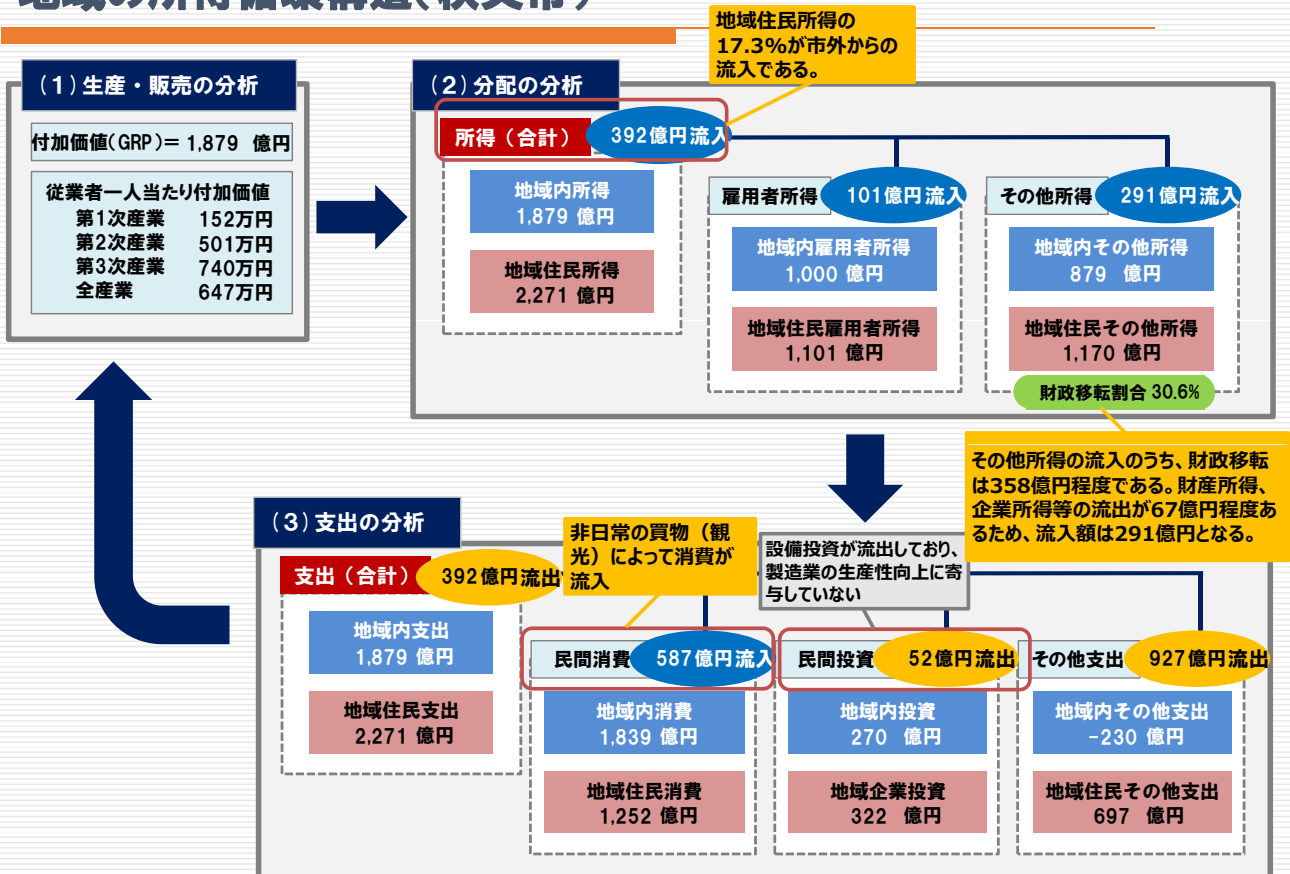 地域の所得循環構造(秩父市)
地域住民所得の
17.3%が市外からの
流入である。
(1)生産・販売の分析
付加価値(GRP)= 1,879 億円
従業者一人当たり付加価値
第1次産業 152万円
第2次産業 501万円
第3次産業 740万円
全産業 647万円
(2)分配の分析
所得(合計) 392億円流入
地域内所得
1,879 億円
地域住民所得
2,271 億円
雇用者所得 101億円流入
地域内雇用者所得
1,000 億円
地域住民雇用者所得
1,101 億円
その他所得 291億円流入
地域内その他所得
879 億円
地域住民その他所得
1,170 億円
財政移転割合 30.6%
その他所得の流入のうち、財政移転
は358億円程度である。財産所得、
企業所得等の流出が67億円程度あ
るため、流入額は291億円となる。
(3)支出の分析
支出(合計) 392億円流出
地域内支出
1,879 億円
地域住民支出
2,271 億円
非日常の買物(観
光)によって消費が
流入
設備投資が流出しており、
製造業の生産性向上に寄
与していない
民間消費 587億円流入
地域内消費
1,839 億円
地域住民消費
1,252 億円
民間投資 52億円流出
地域内投資
270 億円
地域企業投資
322 億円
その他支出 927億円流出
地域内その他支出
-230 億円
地域住民その他支出
697 億円